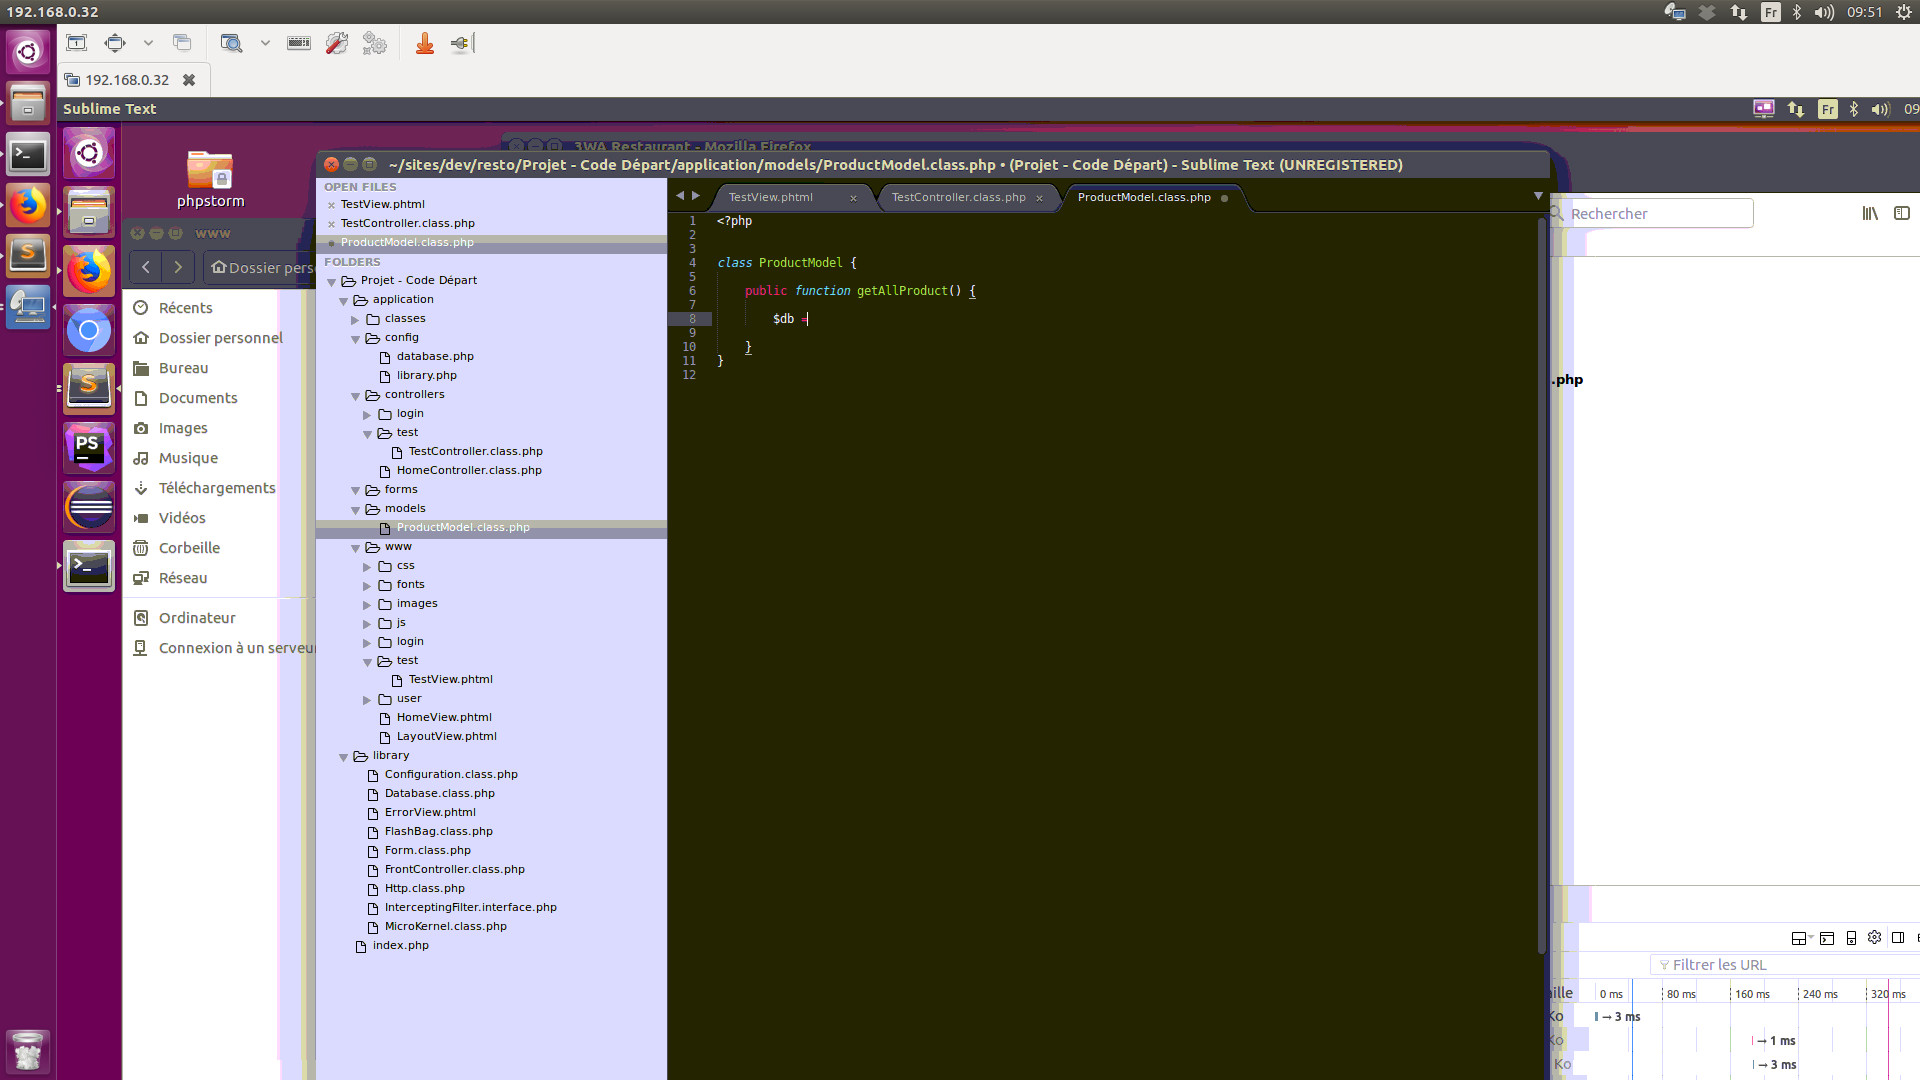 192.168.0.32
Fr
09:51
192.168.0.32
Sublime Text
Fr
09
phpstorm
3WA Restaurant - Mozilla Firefox
~/sites/dev/resto/Projet - Code Départ/application/models/ProductModel.class.php • (Projet - Code Départ) - Sublime Text (UNREGISTERED)
www
Dossier pers
Récents
Dossier personnel
Bureau
Documents
Images
Musique
Téléchargements
Vidéos
Corbeille
Réseau
Ordinateur
Connexion à un serveur
OPEN FILES
TestView.phtml
TestController.class.php
ProductModel.class.php
FOLDERS
Projet - Code Départ
application
classes
config
database.php
library.php
controllers
login
test
TestController.class.php
HomeController.class.php
forms
models
ProductModel.class.php
www
css
fonts
images
js
login
test
TestView.phtml
user
HomeView.phtml
LayoutView.phtml
library
Configuration.class.php
Database.class.php
ErrorView.phtml
FlashBag.class.php
Form.class.php
FrontController.class.php
Http.class.php
InterceptingFilter.interface.php
MicroKernel.class.php
index.php
TestView.phtml
TestController.class.php
ProductModel.class.php
1 <?php
2
3
4 class ProductModel {
5
6 public function getAllProduct() {
7
8 $db =
9
10 }
11 }
12
Rechercher
.php
Filtrer les URL
aille
0 ms
80 ms
160 ms
240 ms
320 ms
Ko
→ 3 ms
Ko
→ 1 ms
Ko
→ 3 ms
PS